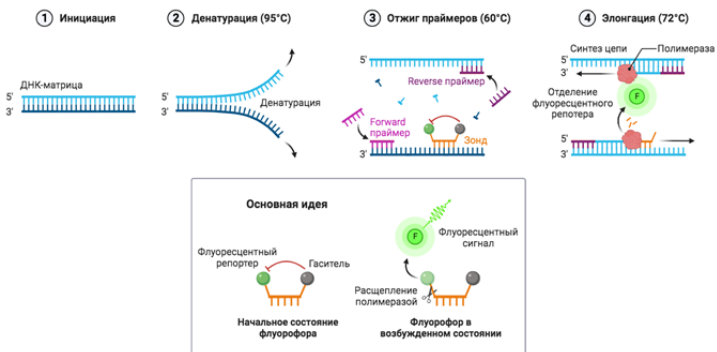 1 Инициация
2 Денатурация (95°C)
3 Отжиг праймеров (60°C)
4 Элонгация (72°C)
ДНК-матрица
5'
3'
5'
3'
Денатурация
5'
Reverse праймер
Forward
праймер
Зонд
3'
Синтез цепи
Полимераза
5'
3'
Отделение
флуоресцентного
репортера
F
5'
3'
Основная идея
Флуоресцентный
репортер
Гаситель
Начальное состояние
флуорофора
F
Флуоресцентный
сигнал
Расщепление
полимеразой
Флуорофор в
возбужденном состоянии